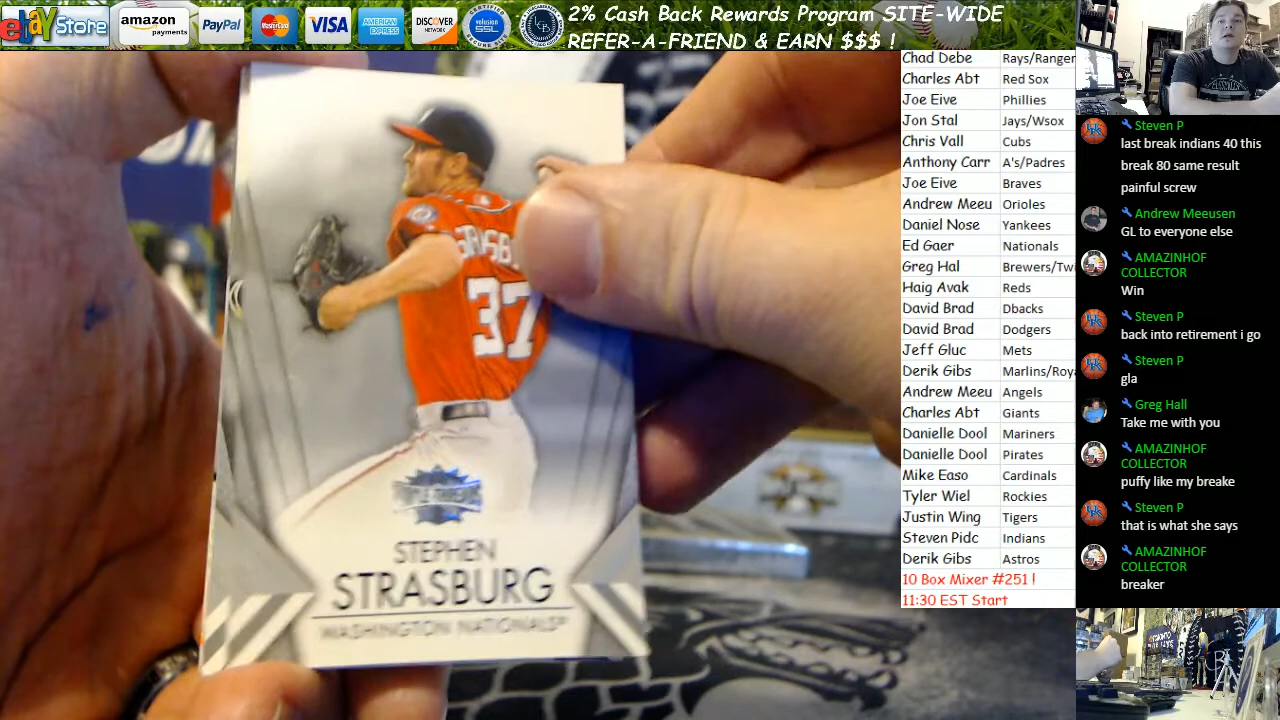 ebay Store
amazon
payments
PayPal
MasterCard
VISA
AMERICAN
EXPRESS
DISCOVER
NETWORK
volusion
SSL
2% Cash Back Rewards Program SITE-WIDE
REFER-A-FRIEND & EARN $$$ !
Chad Debe Rays/Ranger
Charles Abt Red Sox
Joe Eive Phillies
Jon Stal Jays/Wsox
Chris Vall Cubs
Anthony Carr A's/Padres
Joe Eive Braves
Andrew Meeu Orioles
Daniel Nose Yankees
Ed Gaer Nationals
Greg Hal Brewers/Twi
Haig Avak Reds
David Brad Dbacks
David Brad Dodgers
Jeff Gluc Mets
Derik Gibs Marlins/Roya
Andrew Meeu Angels
Charles Abt Giants
Danielle Dool Mariners
Danielle Dool Pirates
Mike Easo Cardinals
Tyler Wiel Rockies
Justin Wing Tigers
Steven Pidc Indians
Derik Gibs Astros
10 Box Mixer #251 !
11:30 EST Start
Steven P
last break indians 40 this
break 80 same result
painful screw
Andrew Meeusen
GL to everyone else
AMAZINHOF
COLLECTOR
Win
Steven P
back into retirement i go
Steven P
gla
Greg Hall
Take me with you
AMAZINHOF
COLLECTOR
puffy like my breake
Steven P
that is what she says
AMAZINHOF
COLLECTOR
breaker
37
STEPHEN
STRASBURG
WASHINGTON NATIONALS